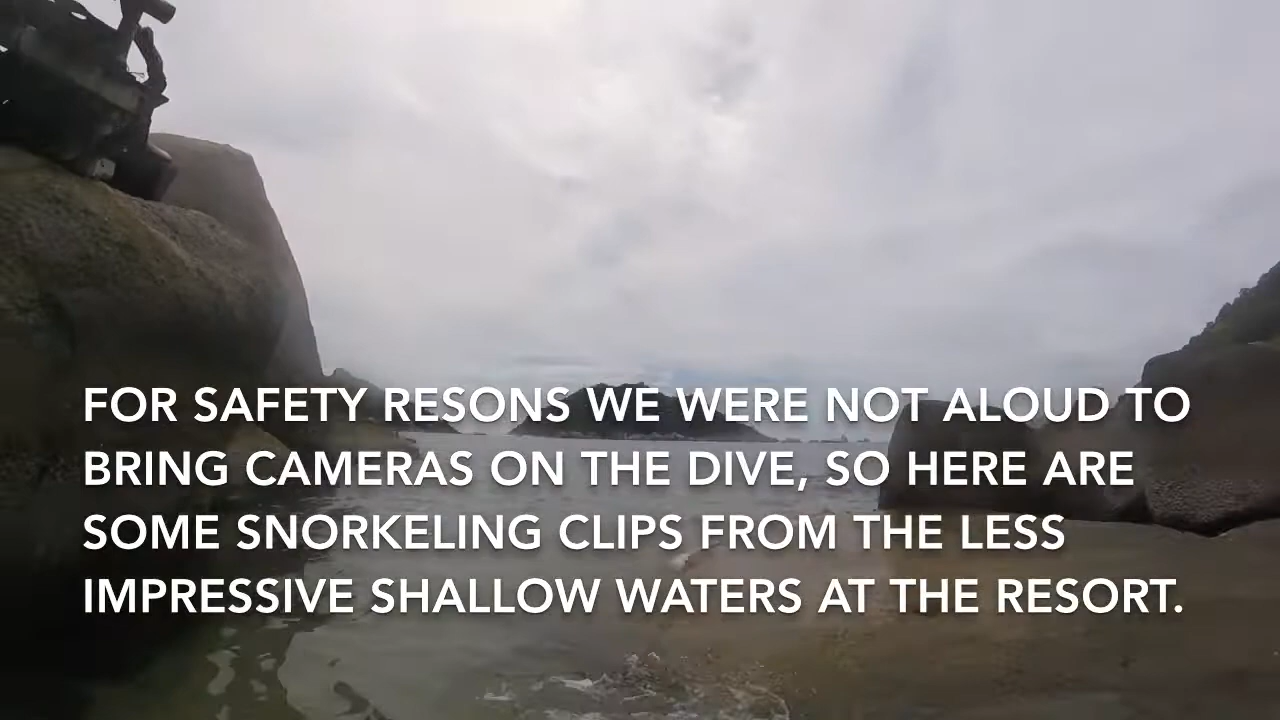 FOR SAFETY RESONS WE WERE NOT ALOUD TO
BRING CAMERAS ON THE DIVE, SO HERE ARE
SOME SNORKELING CLIPS FROM THE LESS
IMPRESSIVE SHALLOW WATERS AT THE RESORT.